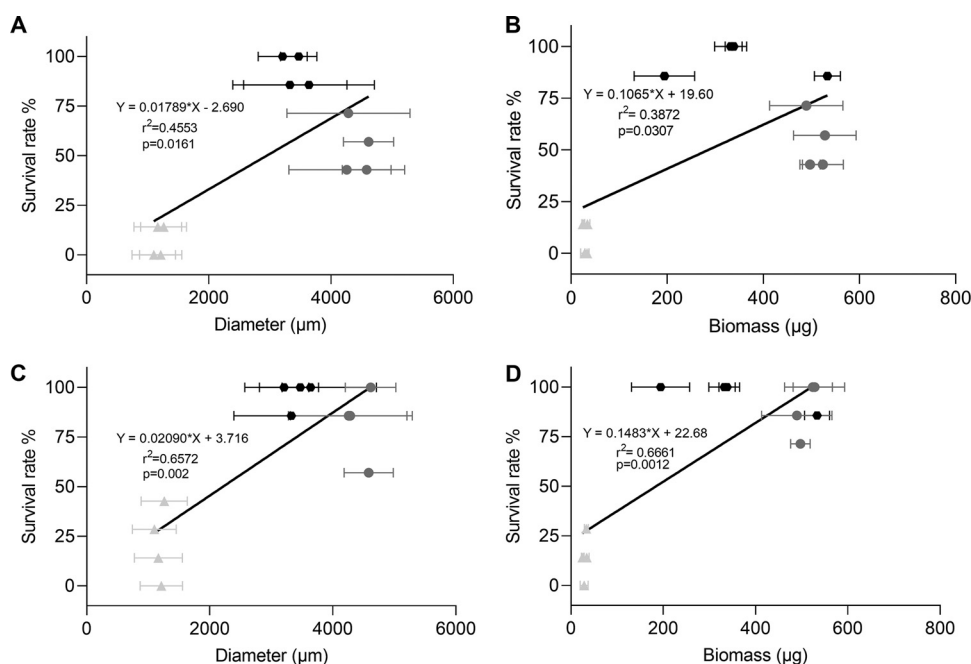 A
100
75
50
25
0
Survival rate %
Y = 0.01789*X - 2.690
r²=0.4553
p=0.0161
0 2000 4000 6000
Diameter (µm)
B
100
75
50
25
0
Survival rate %
Y = 0.1065*X + 19.60
r²= 0.3872
p=0.0307
0 200 400 600 800
Biomass (µg)
C
100
75
50
25
0
Survival rate %
Y = 0.02090*X + 3.716
r²=0.6572
p=0.002
0 2000 4000 6000
Diameter (µm)
D
100
75
50
25
0
Survival rate %
Y = 0.1483*X + 22.68
r²= 0.6661
p=0.0012
0 200 400 600 800
Biomass (µg)